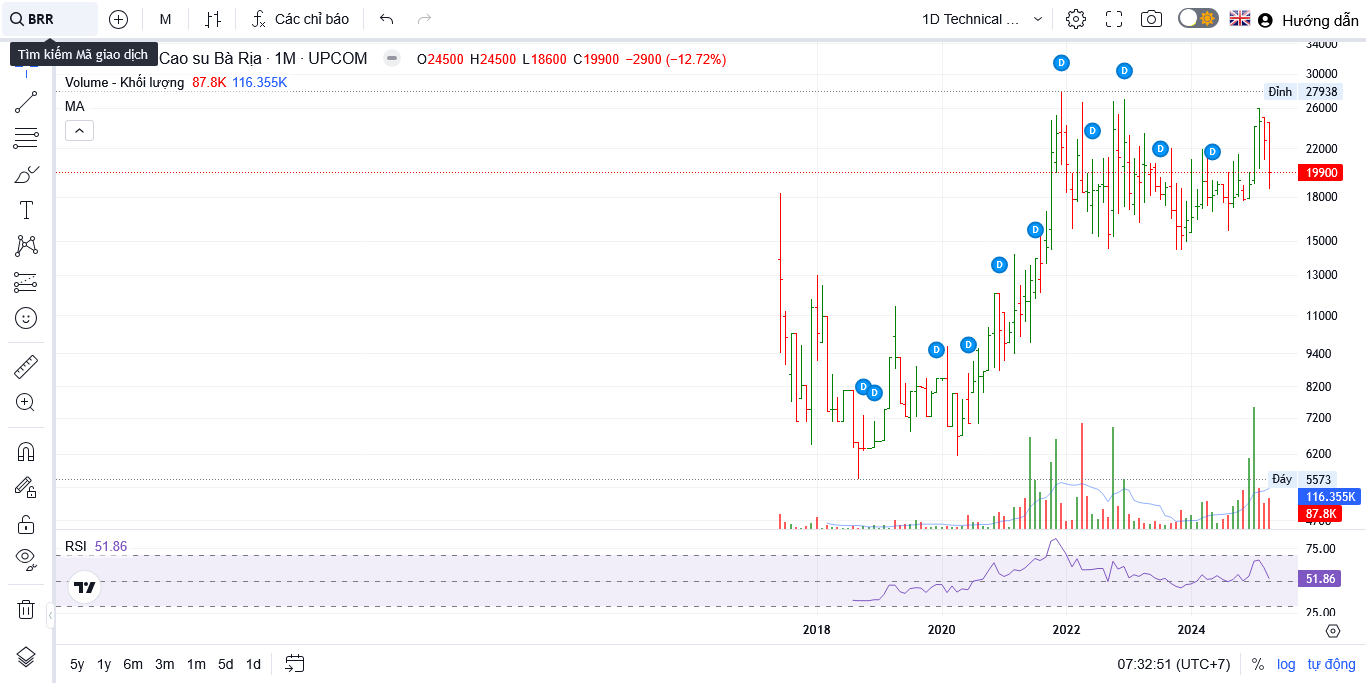 BRR
M
Các chỉ báo
1D Technical ...
Hướng dẫn
Tìm kiếm Mã giao dịch
Cao su Bà Rịa · 1M · UPCOM
O24500 H24500 L18600 C19900 −2900 (−12.72%)
Volume - Khối lượng 87.8K 116.355K
MA
34000
30000
Đỉnh 27938
26000
22000
19900
18000
15000
13000
11000
9400
8200
7200
6200
Đáy 5573
116.355K
87.8K
4700
D
D
D
D
D
D
D
D
D
D
D
D
RSI 51.86
75.00
51.86
25.00
2018
2020
2022
2024
5y 1y 6m 3m 1m 5d 1d
07:32:51 (UTC+7)
% log tự động